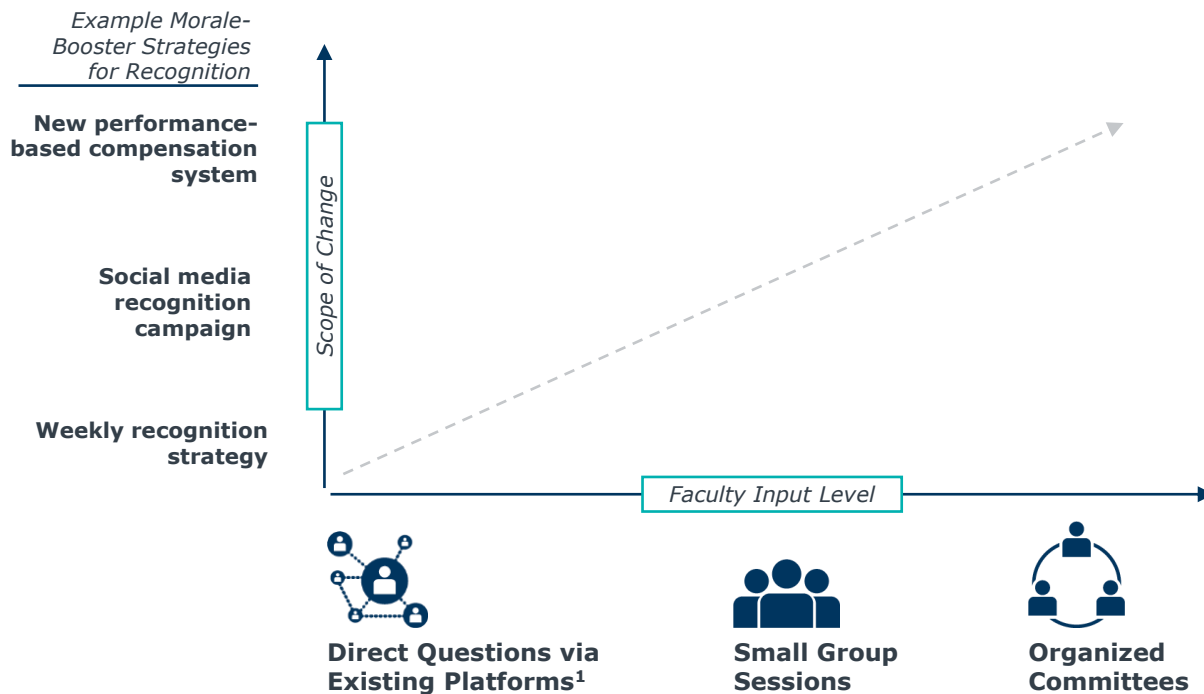 Example Morale-
Booster Strategies
for Recognition
New performance-
based compensation
system
Social media
recognition
campaign
Weekly recognition
strategy
Scope of Change
Faculty Input Level
Direct Questions via
Existing Platforms¹
Small Group
Sessions
Organized
Committees